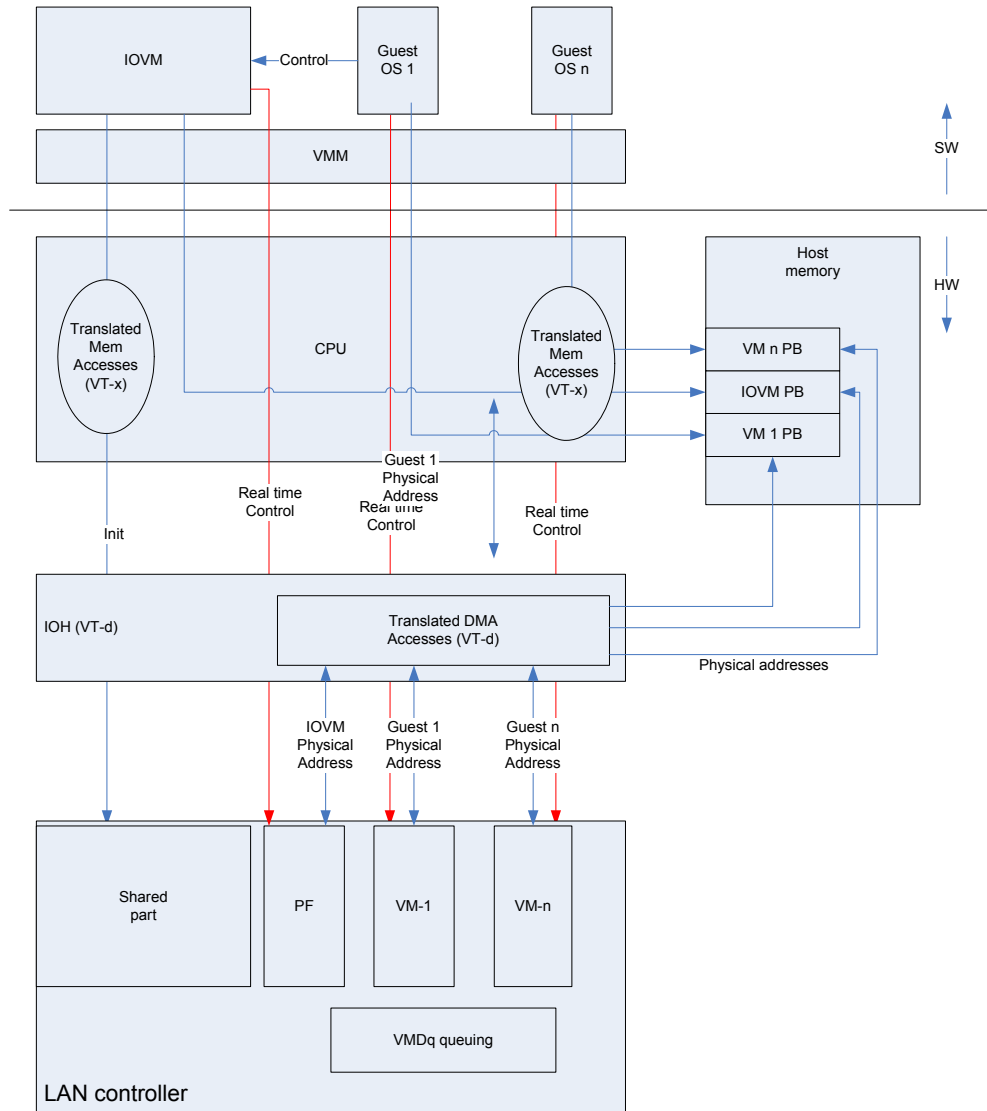 IOVM
Control
Guest
OS 1
Guest
OS n
VMM
SW
HW
Host
memory
Translated
Mem
Accesses
(VT-x)
CPU
Translated
Mem
Accesses
(VT-x)
VM n PB
IOVM PB
VM 1 PB
Guest 1
Physical
Address
Real time
Control
Real time
Control
Real time
Control
Init
IOH (VT-d)
Translated DMA
Accesses (VT-d)
Physical addresses
IOVM
Physical
Address
Guest 1
Physical
Address
Guest n
Physical
Address
Shared
part
PF
VM-1
VM-n
VMDq queuing
LAN controller